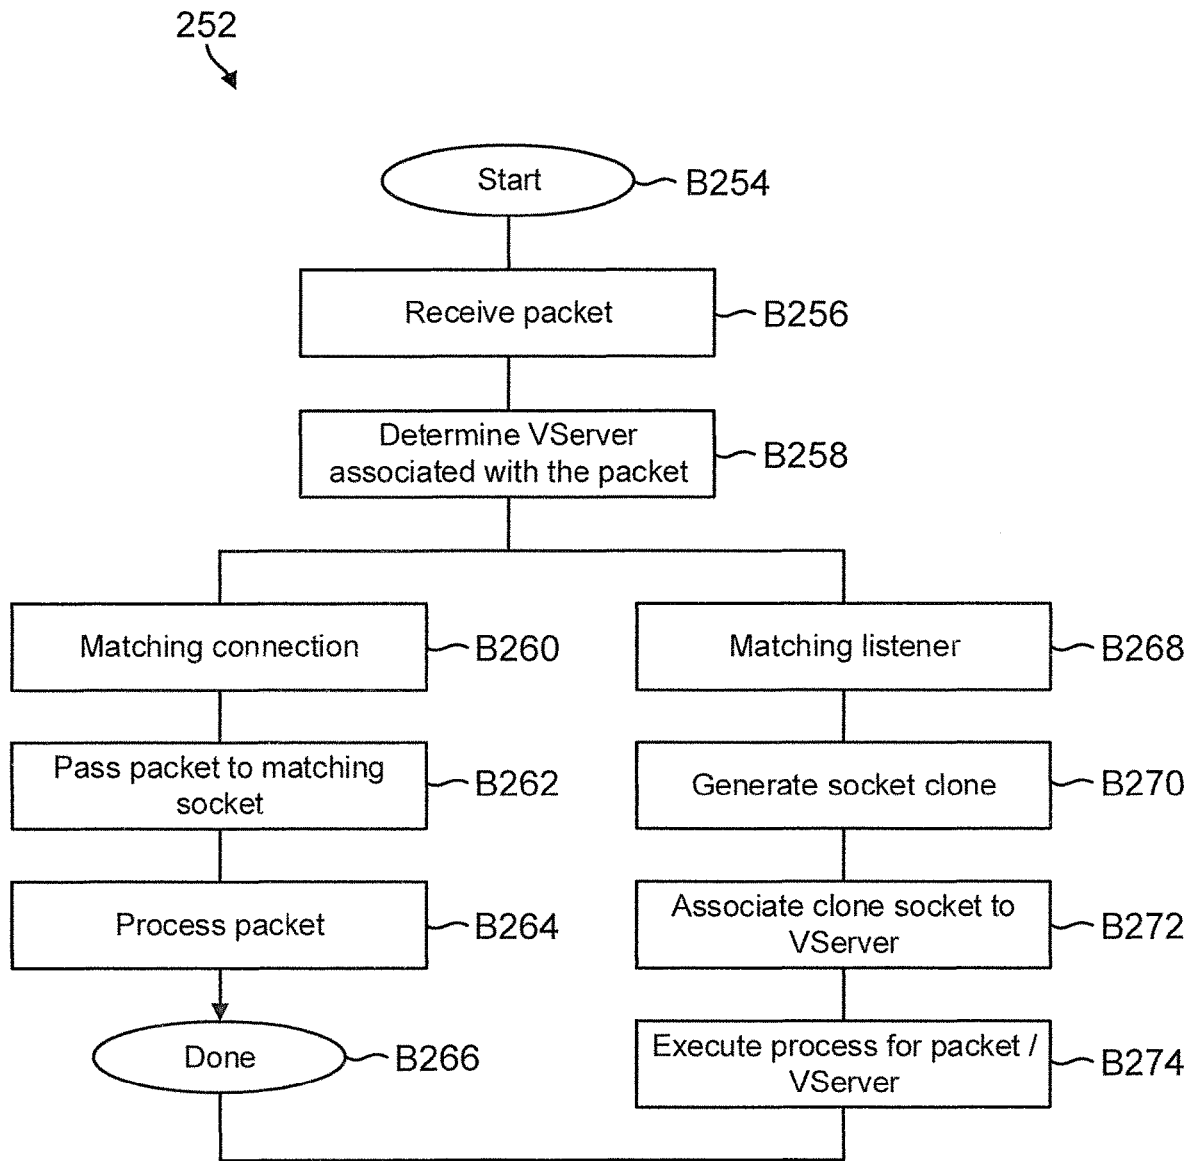 252
Start
B254
Receive packet
B256
Determine VServer
associated with the packet
B258
Matching connection
B260
Matching listener
B268
Pass packet to matching
socket
B262
Generate socket clone
B270
Process packet
B264
Associate clone socket to
VServer
B272
Done
B266
Execute process for packet /
VServer
B274